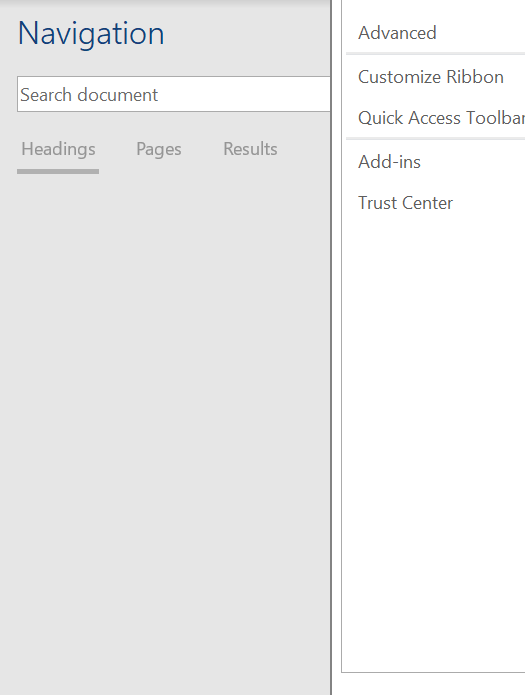 Navigation
Search document
Headings Pages Results
Advanced
Customize Ribbon
Quick Access Toolbar
Add-ins
Trust Center